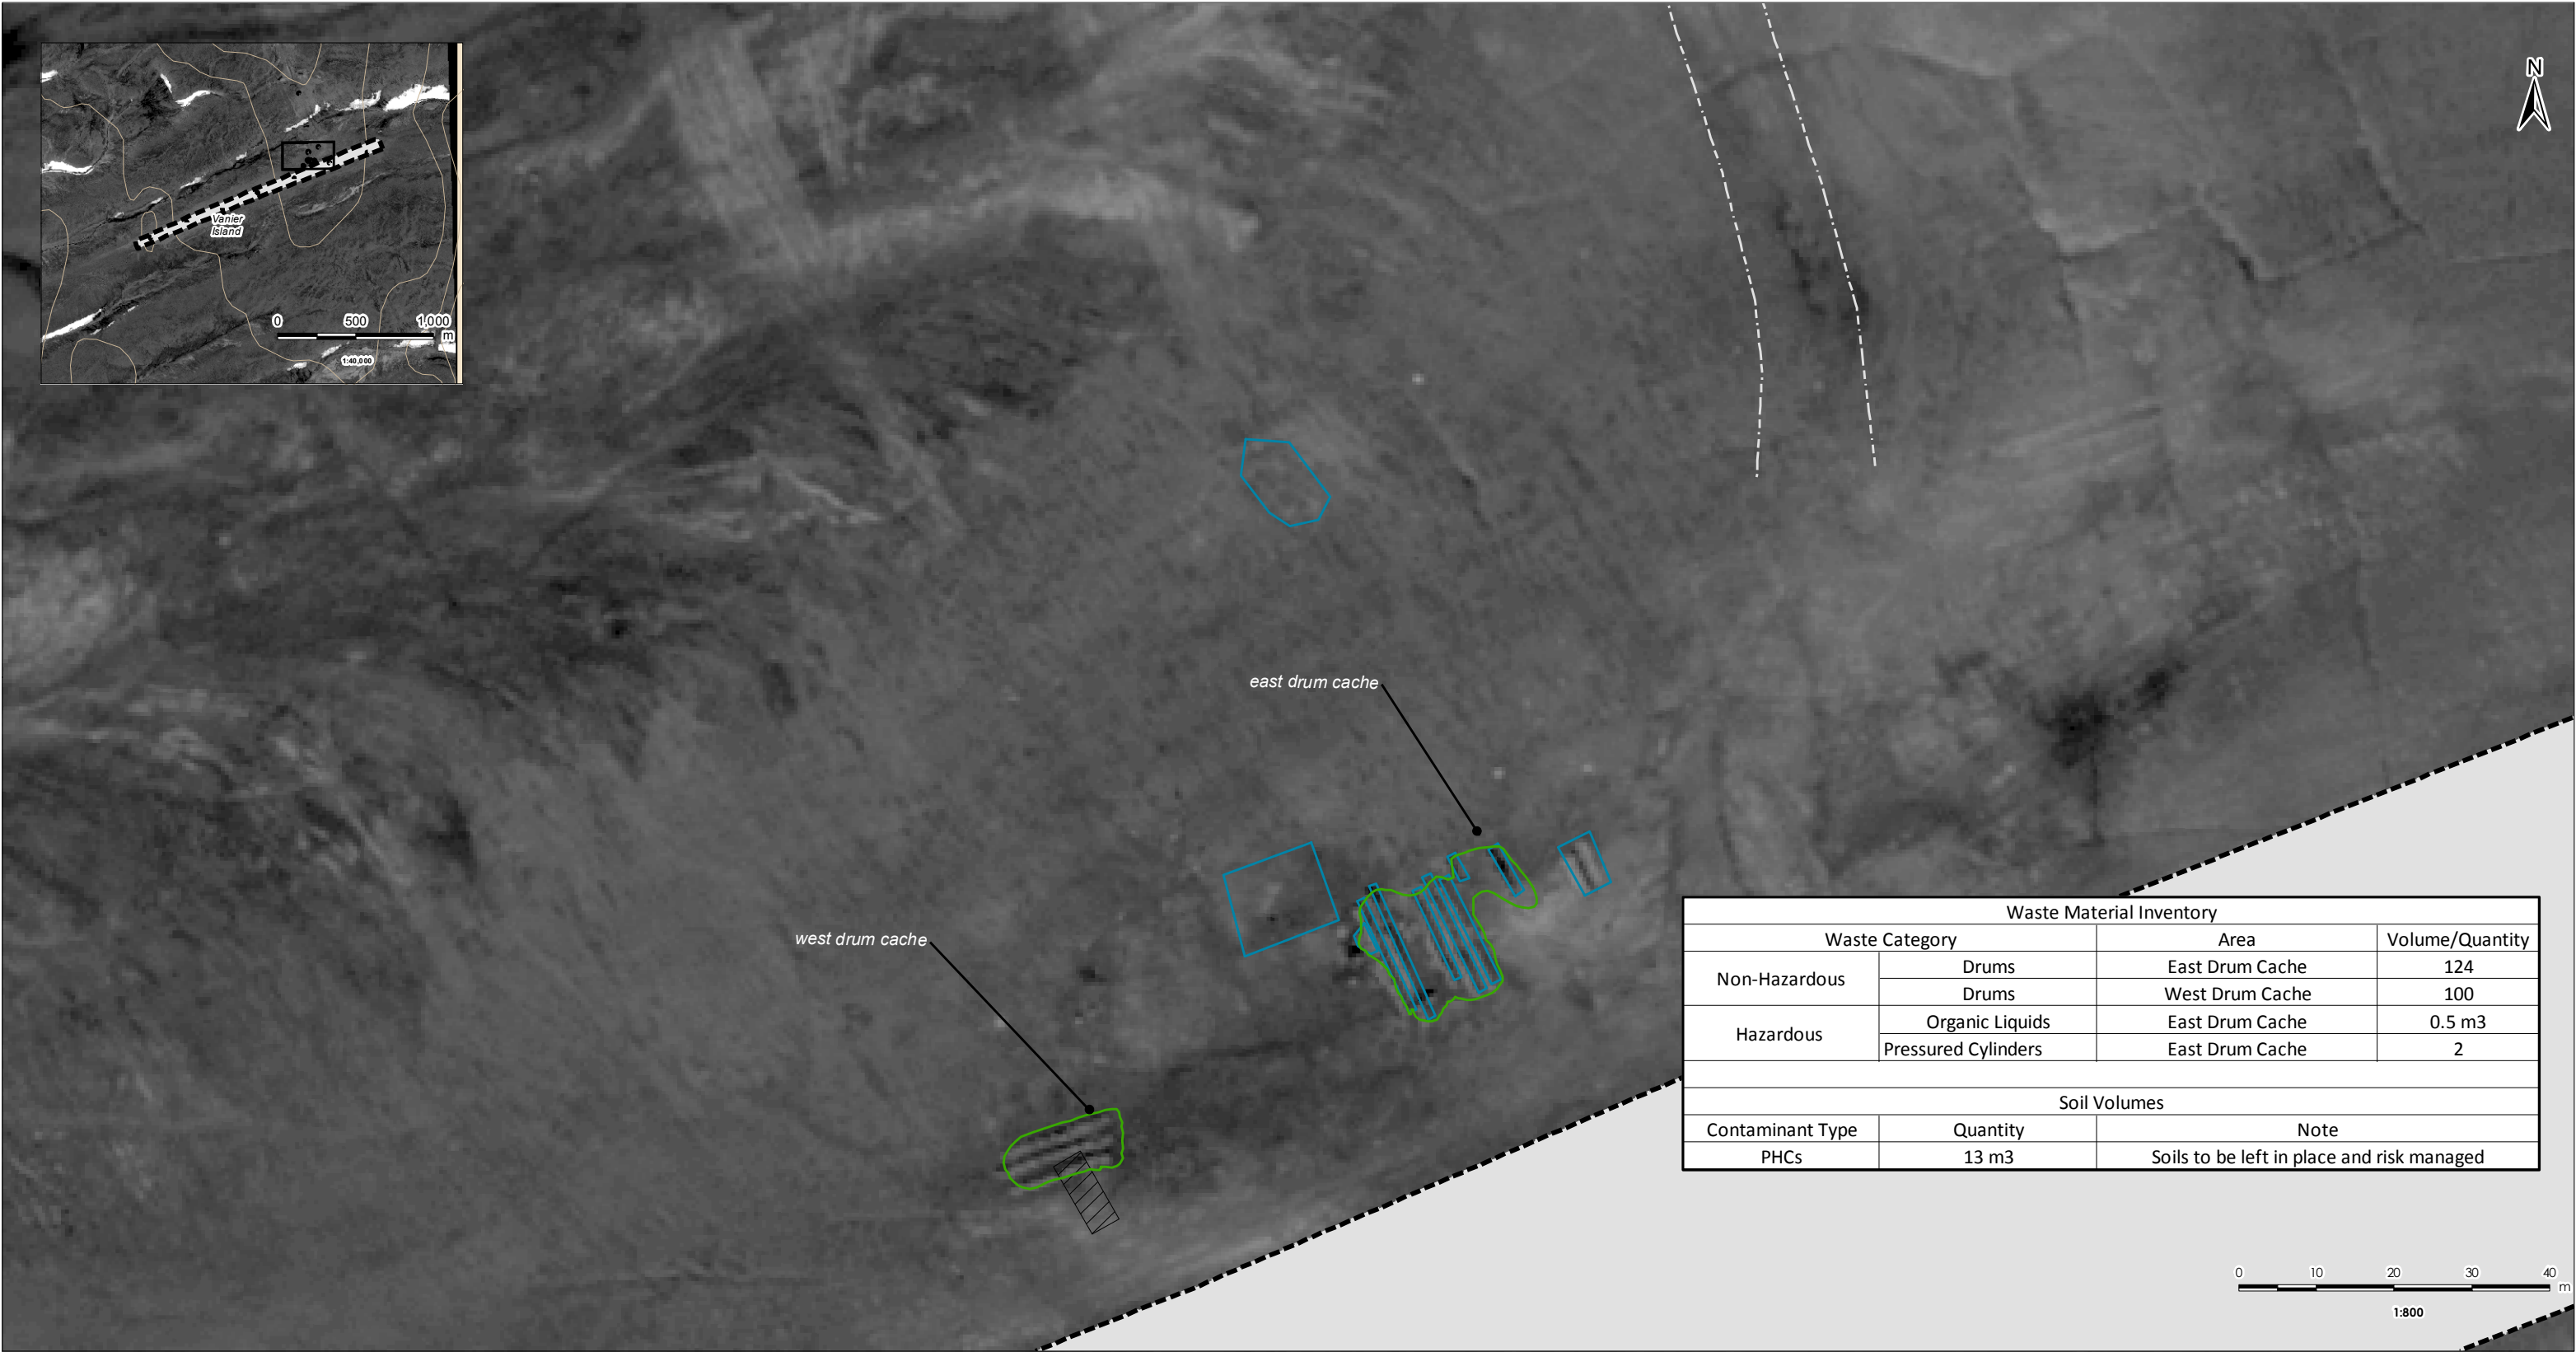 N
Vanier
Island
0 500 1,000
m
1:40,000
east drum cache
west drum cache
Waste Material Inventory
Waste Category Area Volume/Quantity
Non-Hazardous Drums East Drum Cache 124
Drums West Drum Cache 100
Hazardous Organic Liquids East Drum Cache 0.5 m3
Pressured Cylinders East Drum Cache 2
Soil Volumes
Contaminant Type Quantity Note
PHCs 13 m3 Soils to be left in place and risk managed
0 10 20 30 40
m
1:800